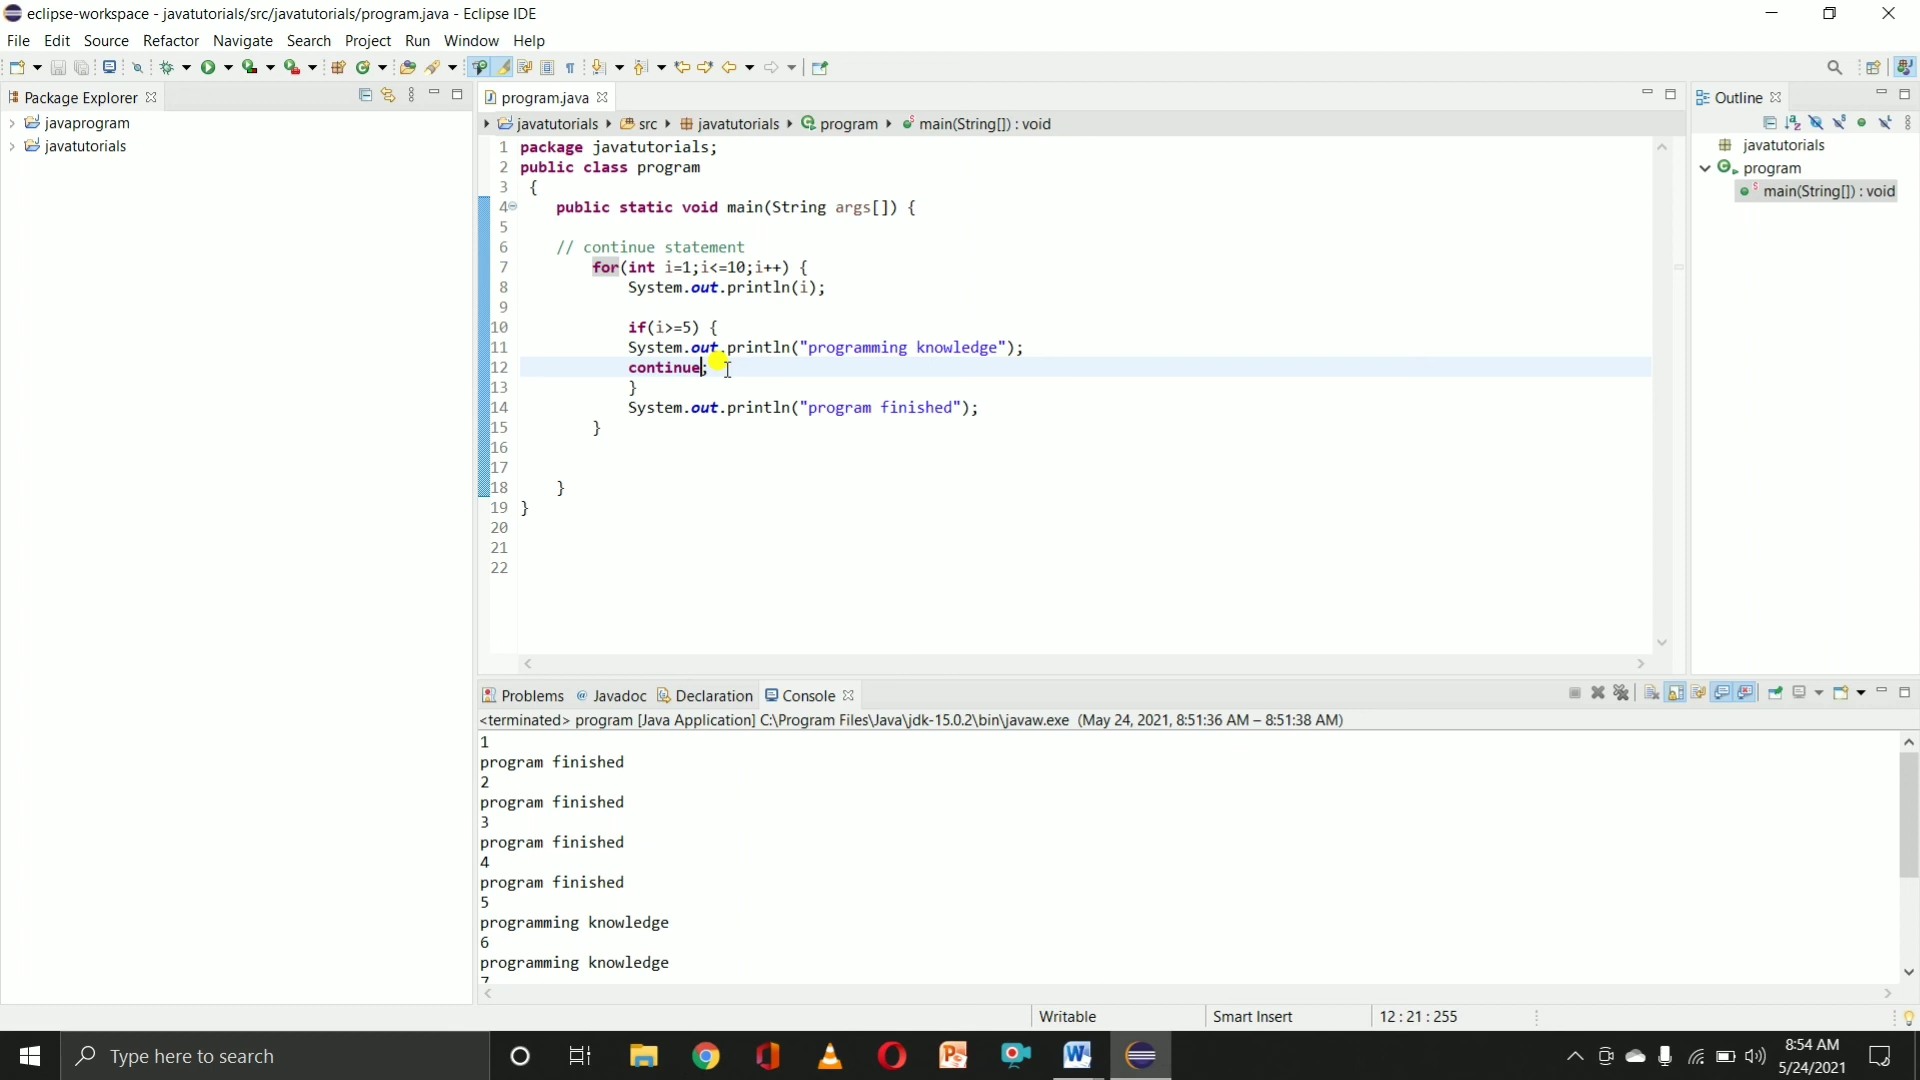 eclipse-workspace - javatutorials/src/javatutorials/program.java - Eclipse IDE
File Edit Source Refactor Navigate Search Project Run Window Help
Package Explorer
javaprogram
javatutorials
program.java
javatutorials src javatutorials program main(String[]) : void
1 package javatutorials;
2 public class program
3 {
4 public static void main(String args[]) {
5
6 // continue statement
7 for(int i=1;i<=10;i++) {
8 System.out.println(i);
9
10 if(i>=5) {
11 System.out.println("programming knowledge");
12 continue;
13 }
14 System.out.println("program finished");
15 }
16
17
18 }
19 }
20
21
22
Outline
javatutorials
program
main(String[]) : void
Problems @ Javadoc Declaration Console
<terminated> program [Java Application] C:\Program Files\Java\jdk-15.0.2\bin\javaw.exe (May 24, 2021, 8:51:36 AM – 8:51:38 AM)
1
program finished
2
program finished
3
program finished
4
program finished
5
programming knowledge
6
programming knowledge
7
Writable Smart Insert 12 : 21 : 255
Type here to search
8:54 AM
5/24/2021